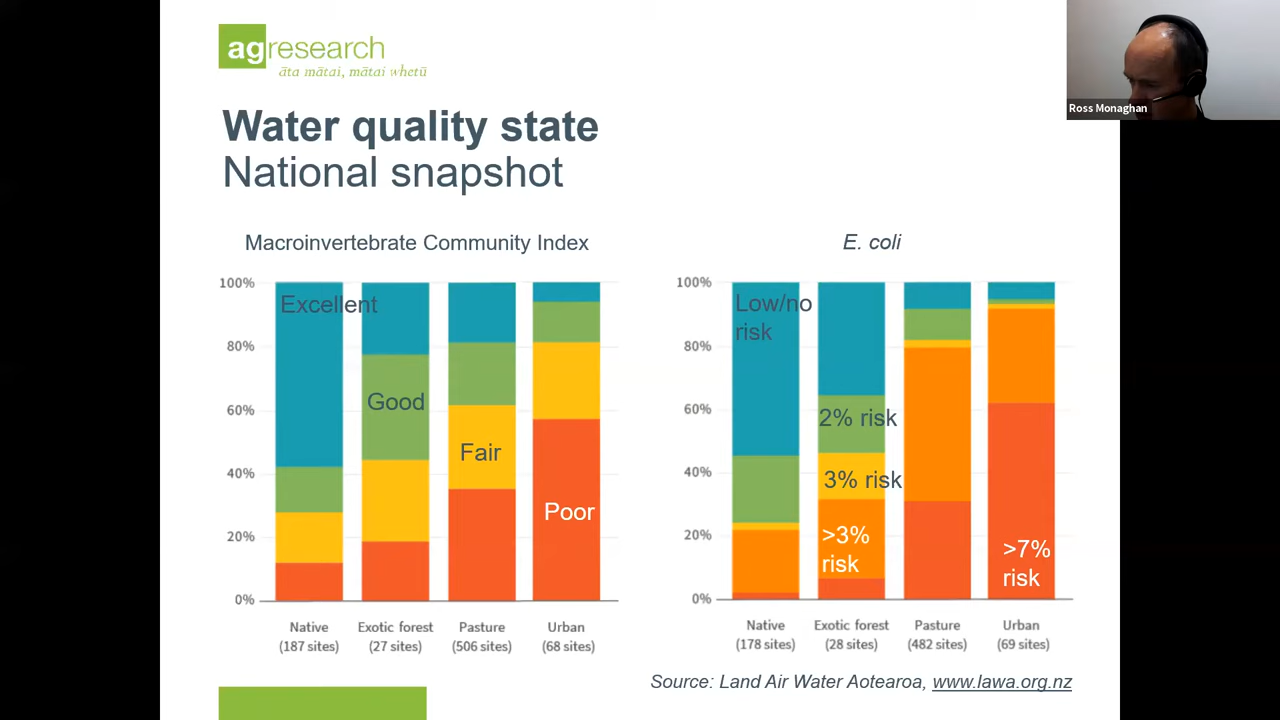 agresearch
āta mātai, mātai whetū
Ross Monaghan
Water quality state
National snapshot
Macroinvertebrate Community Index
100%
80%
60%
40%
20%
0%
Excellent
Good
Fair
Poor
Native
(187 sites)
Exotic forest
(27 sites)
Pasture
(506 sites)
Urban
(68 sites)
E. coli
100%
80%
60%
40%
20%
0%
Low/no
risk
2% risk
3% risk
>3%
risk
>7%
risk
Native
(178 sites)
Exotic forest
(28 sites)
Pasture
(482 sites)
Urban
(69 sites)
Source: Land Air Water Aotearoa, www.lawa.org.nz